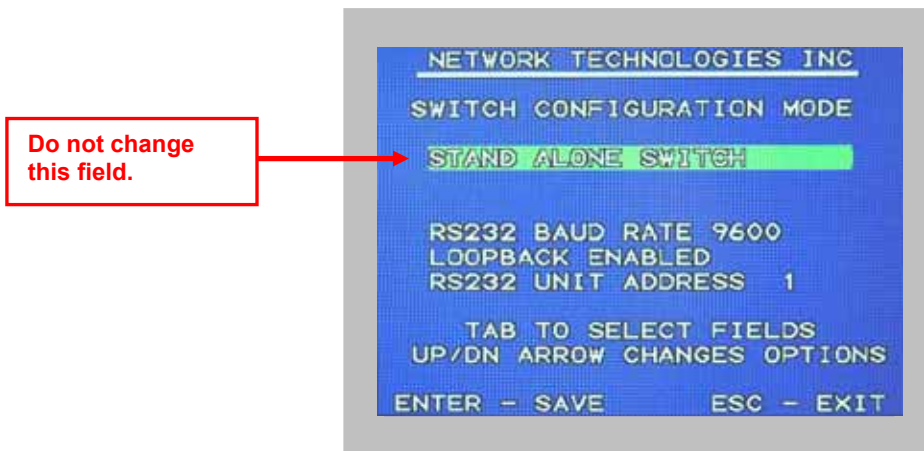 Do not change
this field.
NETWORK TECHNOLOGIES INC
SWITCH CONFIGURATION MODE
STAND ALONE SWITCH
RS232 BAUD RATE 9600
LOOPBACK ENABLED
RS232 UNIT ADDRESS 1
TAB TO SELECT FIELDS
UP/DN ARROW CHANGES OPTIONS
ENTER - SAVE ESC - EXIT